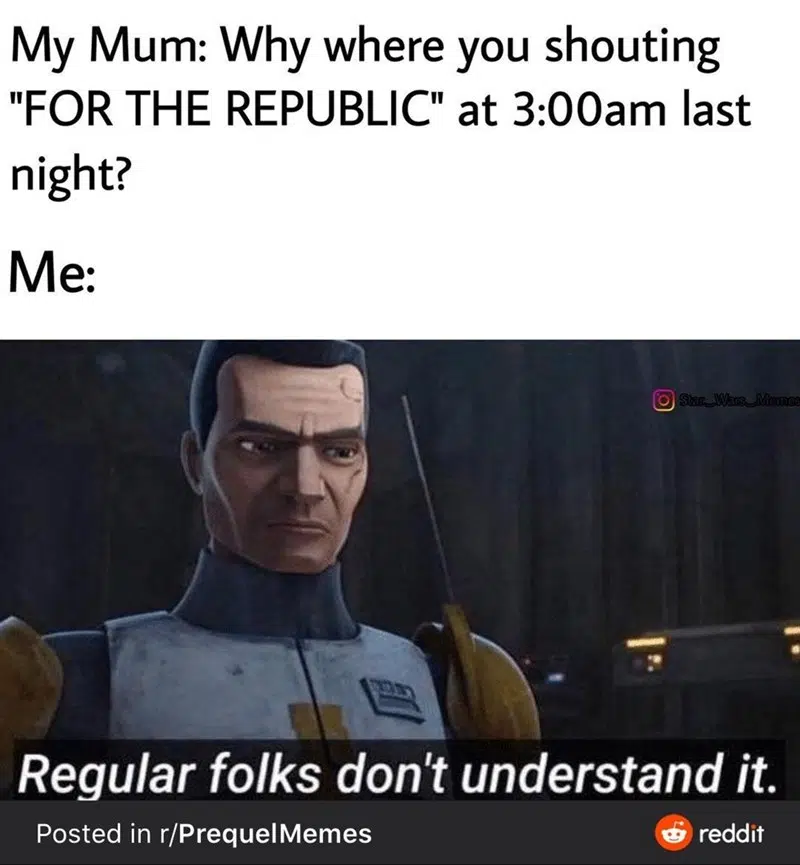 My Mum: Why where you shouting
"FOR THE REPUBLIC" at 3:00am last
night?
Me:
Star_Wars_Memes
Regular folks don't understand it.
Posted in r/PrequelMemes
reddit